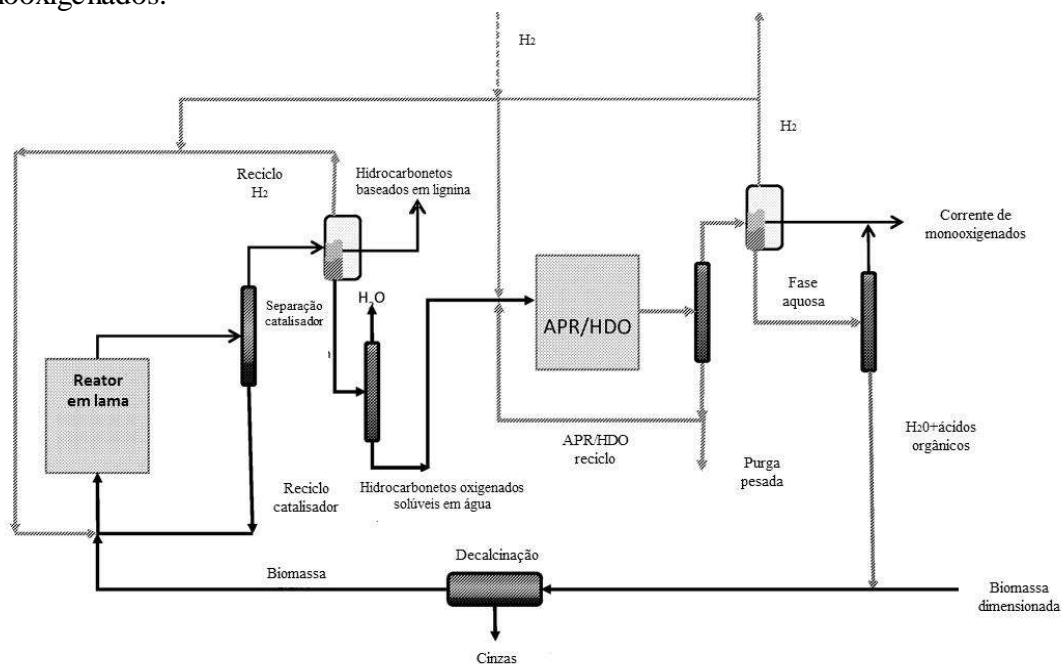 nooxigenados.
H2
H2
Reciclo
H2
Hidrocarbonetos
baseados em lignina
Corrente de
monooxigenados
Separação
catalisador
H2O
Fase
aquosa
APR/HDO
Reator
em lama
H20+ácidos
orgânicos
APR/HDO
reciclo
Purga
pesada
Reciclo
catalisador
Hidrocarbonetos oxigenados
solúveis em água
Decalcinação
Biomassa
Biomassa
dimensionada
Cinzas